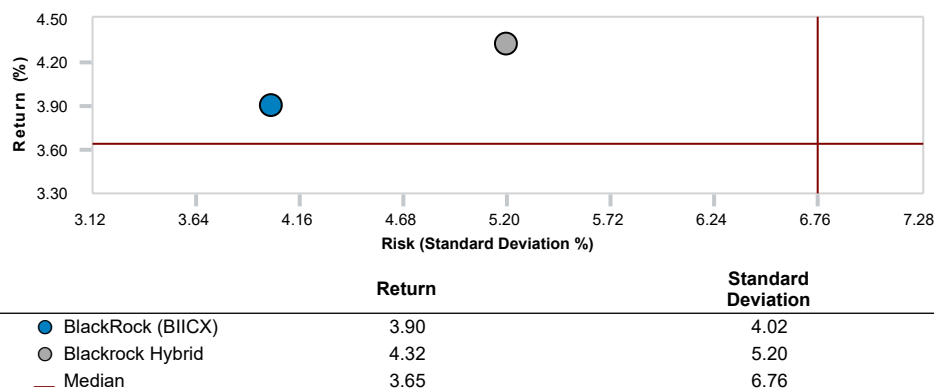 4.50
4.20
3.90
3.60
3.30
Return (%)
3.12 3.64 4.16 4.68 5.20 5.72 6.24 6.76 7.28
Risk (Standard Deviation %)
Return Standard
Deviation
BlackRock (BIICX) 3.90 4.02
Blackrock Hybrid 4.32 5.20
Median 3.65 6.76